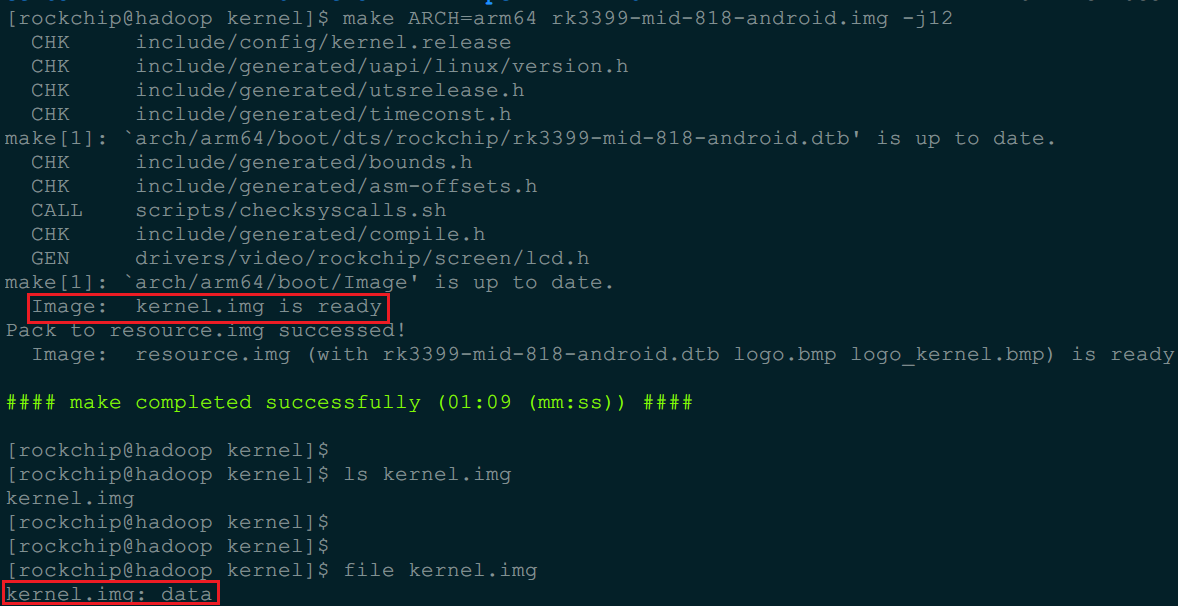 [rockchip@hadoop kernel]$ make ARCH=arm64 rk3399-mid-818-android.img -j12
  CHK     include/config/kernel.release
  CHK     include/generated/uapi/linux/version.h
  CHK     include/generated/utsrelease.h
  CHK     include/generated/timeconst.h
make[1]: `arch/arm64/boot/dts/rockchip/rk3399-mid-818-android.dtb' is up to date.
  CHK     include/generated/bounds.h
  CHK     include/generated/asm-offsets.h
  CALL    scripts/checksyscalls.sh
  CHK     include/generated/compile.h
  GEN     drivers/video/rockchip/screen/lcd.h
make[1]: `arch/arm64/boot/Image' is up to date.
  Image:  kernel.img is ready
Pack to resource.img successed!
  Image:  resource.img (with rk3399-mid-818-android.dtb logo.bmp logo_kernel.bmp) is ready
#### make completed successfully (01:09 (mm:ss)) ####
[rockchip@hadoop kernel]$
[rockchip@hadoop kernel]$ ls kernel.img
kernel.img
[rockchip@hadoop kernel]$
[rockchip@hadoop kernel]$
[rockchip@hadoop kernel]$ file kernel.img
kernel.img: data